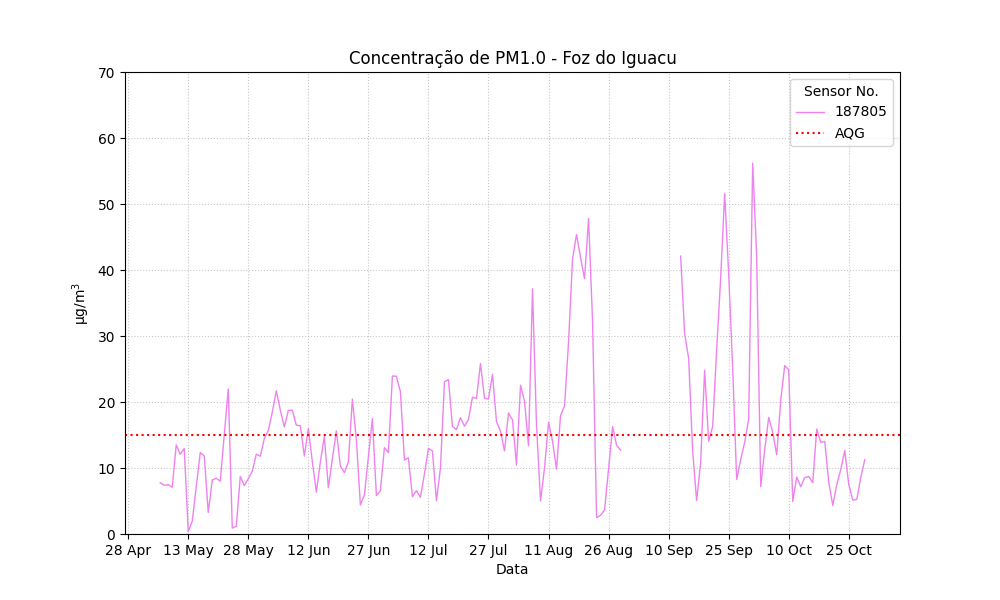 Concentração de PM1.0 - Foz do Iguacu
Sensor No.
187805
AQG
µg/m³
70
60
50
40
30
20
10
0
28 Apr 13 May 28 May 12 Jun 27 Jun 12 Jul 27 Jul 11 Aug 26 Aug 10 Sep 25 Sep 10 Oct 25 Oct
Data